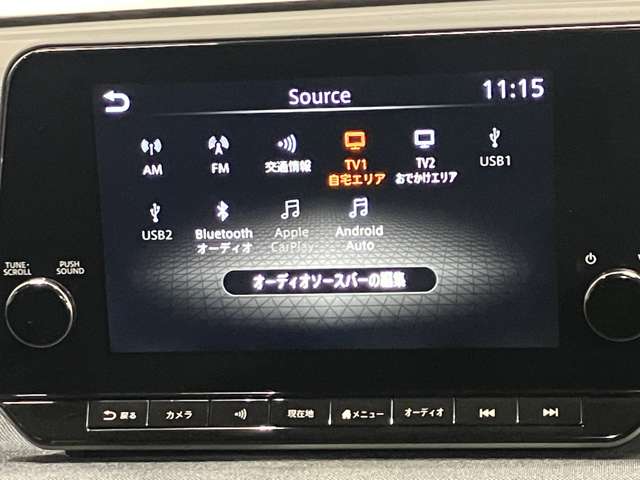 Source
11:15
AM
FM
交通情報
TV1
自宅エリア
TV2
おでかけエリア
USB1
USB2
Bluetooth
オーディオ
Apple
CarPlay
Android
Auto
オーディオソースバーの編集
TUNE・
SCROLL
PUSH
SOUND
戻る
カメラ
現在地
メニュー
オーディオ